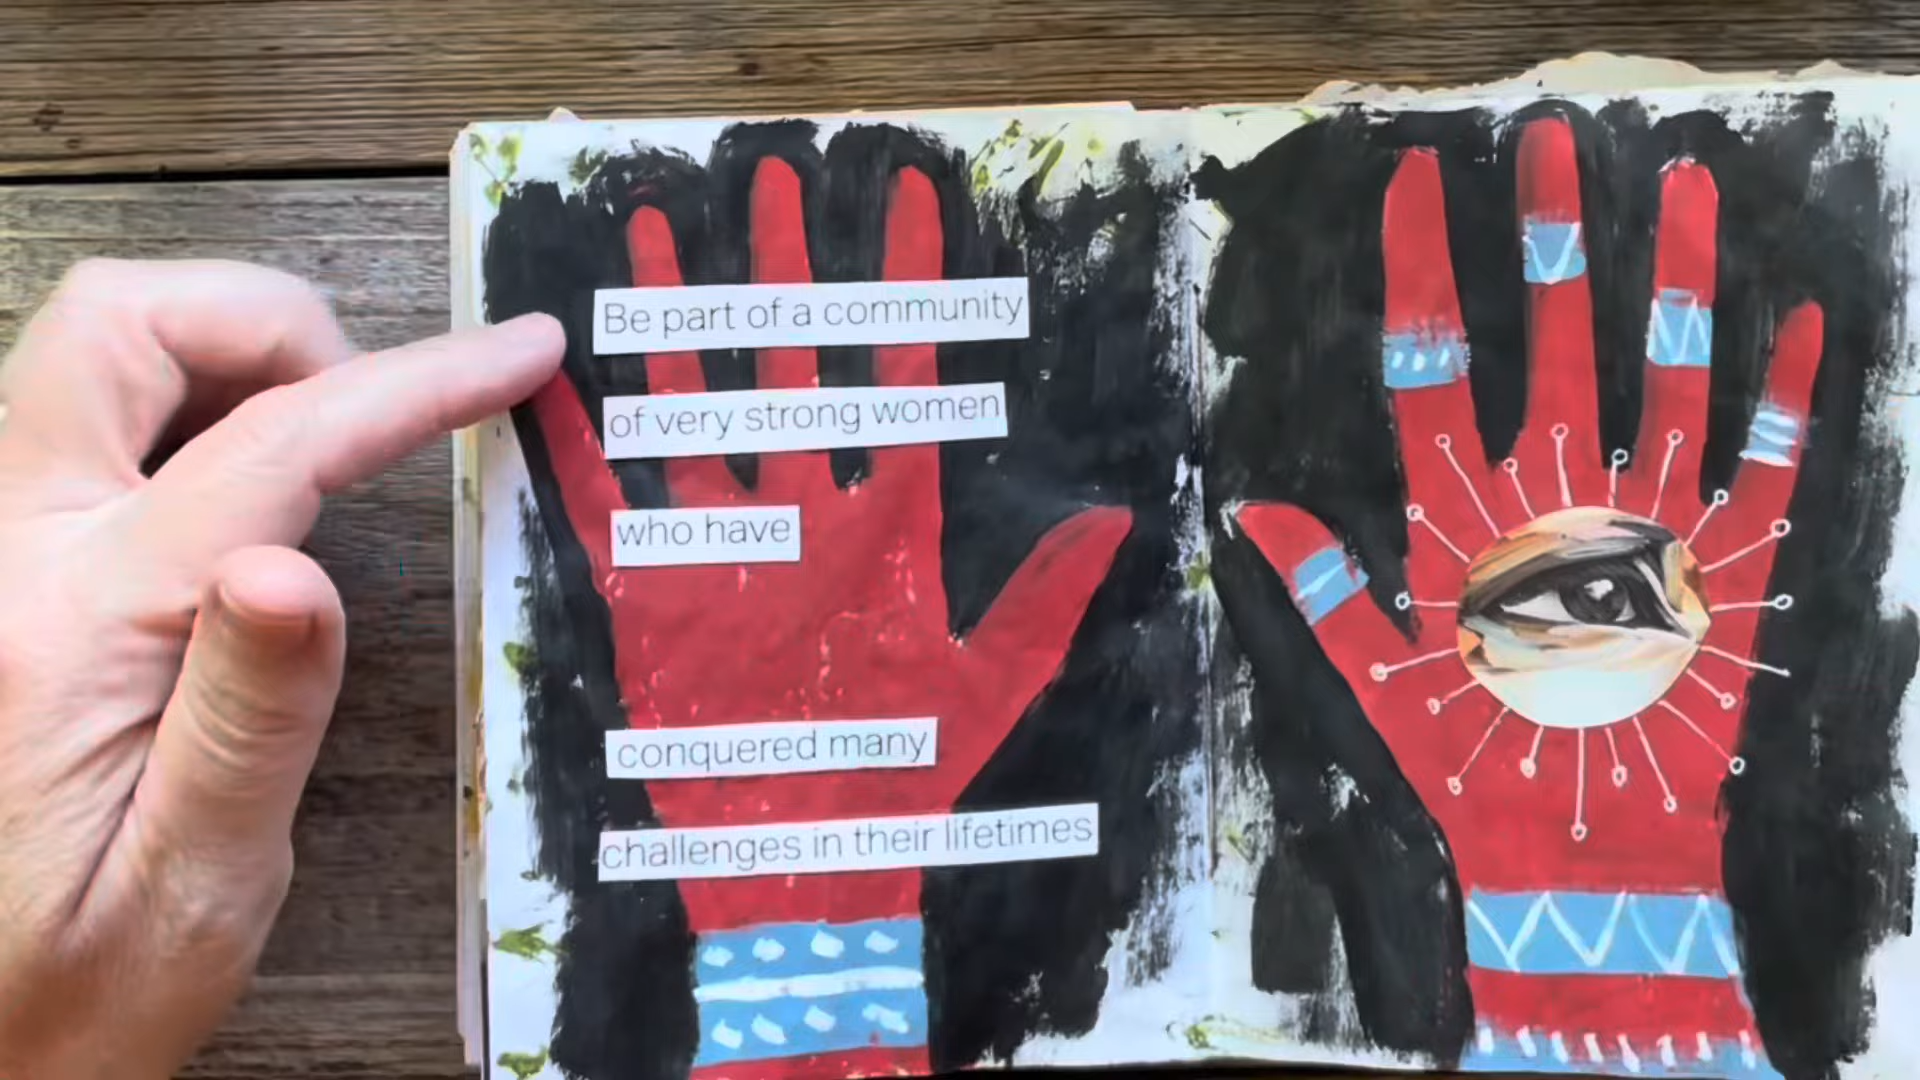 Be part of a community
of very strong women
who have
conquered many
challenges in their lifetimes